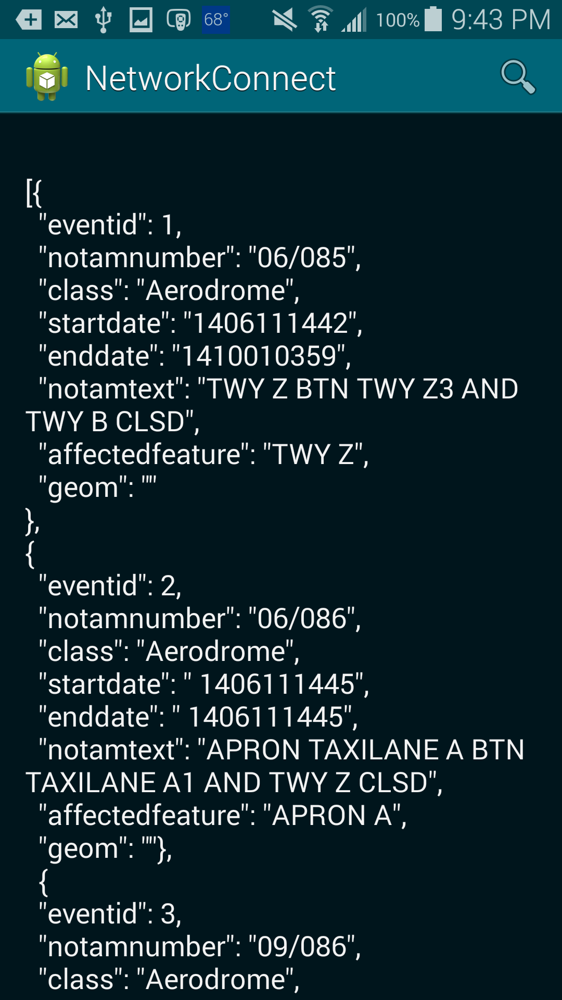 68°
100%
9:43 PM
NetworkConnect
[{
"eventid": 1,
"notamnumber": "06/085",
"class": "Aerodrome",
"startdate": "1406111442",
"enddate": "1410010359",
"notamtext": "TWY Z BTN TWY Z3 AND
TWY B CLSD",
"affectedfeature": "TWY Z",
"geom": ""
},
{
"eventid": 2,
"notamnumber": "06/086",
"class": "Aerodrome",
"startdate": " 1406111445",
"enddate": " 1406111445",
"notamtext": "APRON TAXILANE A BTN
TAXILANE A1 AND TWY Z CLSD",
"affectedfeature": "APRON A",
"geom": ""},
{
"eventid": 3,
"notamnumber": "09/086",
"class": "Aerodrome",